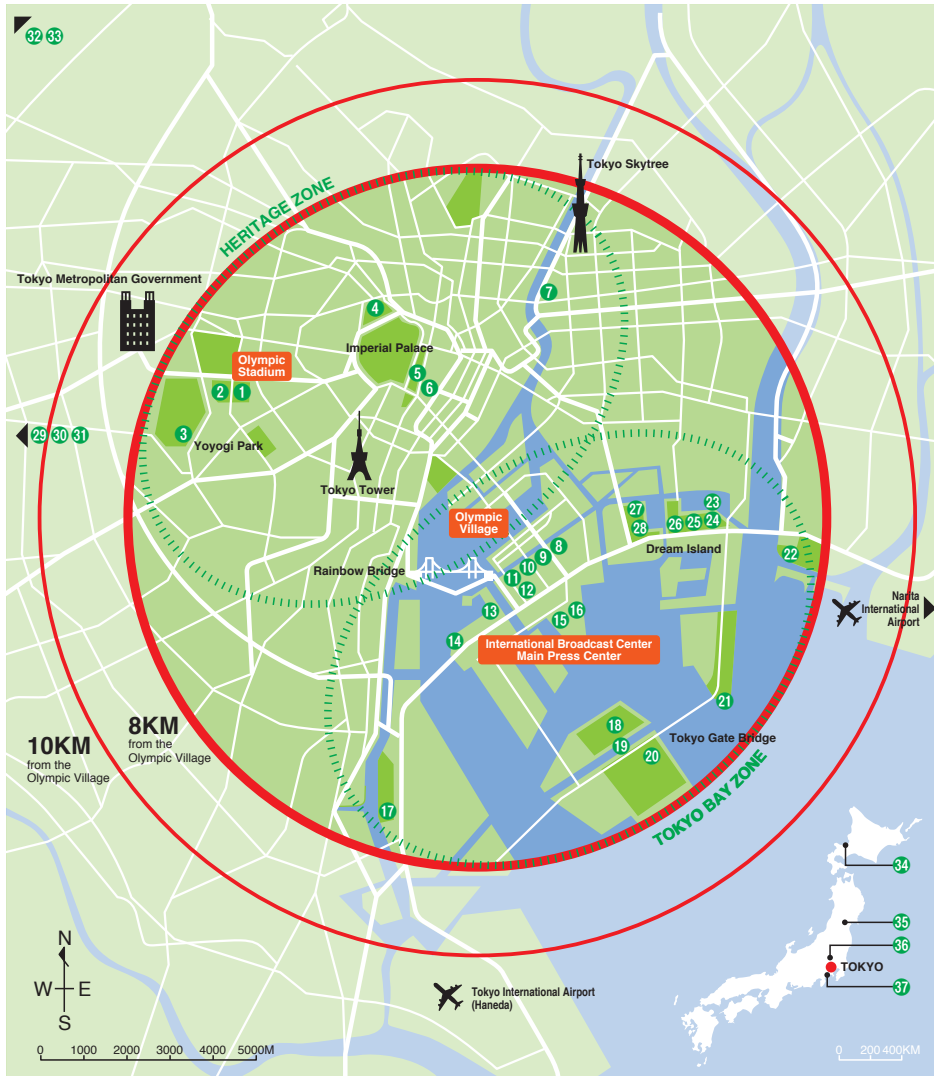 32 33
Tokyo Skytree
HERITAGE ZONE
Tokyo Metropolitan Government
7
4
Imperial Palace
Olympic
Stadium
5
6
2 1
3
Yoyogi Park
29 30 31
Tokyo Tower
Olympic
Village
27
28
26 25 24
23
Dream Island
22
8
9
10
11
12
Rainbow Bridge
13
14
15
16
International Broadcast Center
Main Press Center
Narita
International
Airport
21
18
19
20
Tokyo Gate Bridge
TOKYO BAY ZONE
10KM
from the
Olympic Village
8KM
from the
Olympic Village
17
34
35
36
TOKYO
37
N
W E
S
Tokyo International Airport
(Haneda)
0 1000 2000 3000 4000 5000M
0 200 400KM